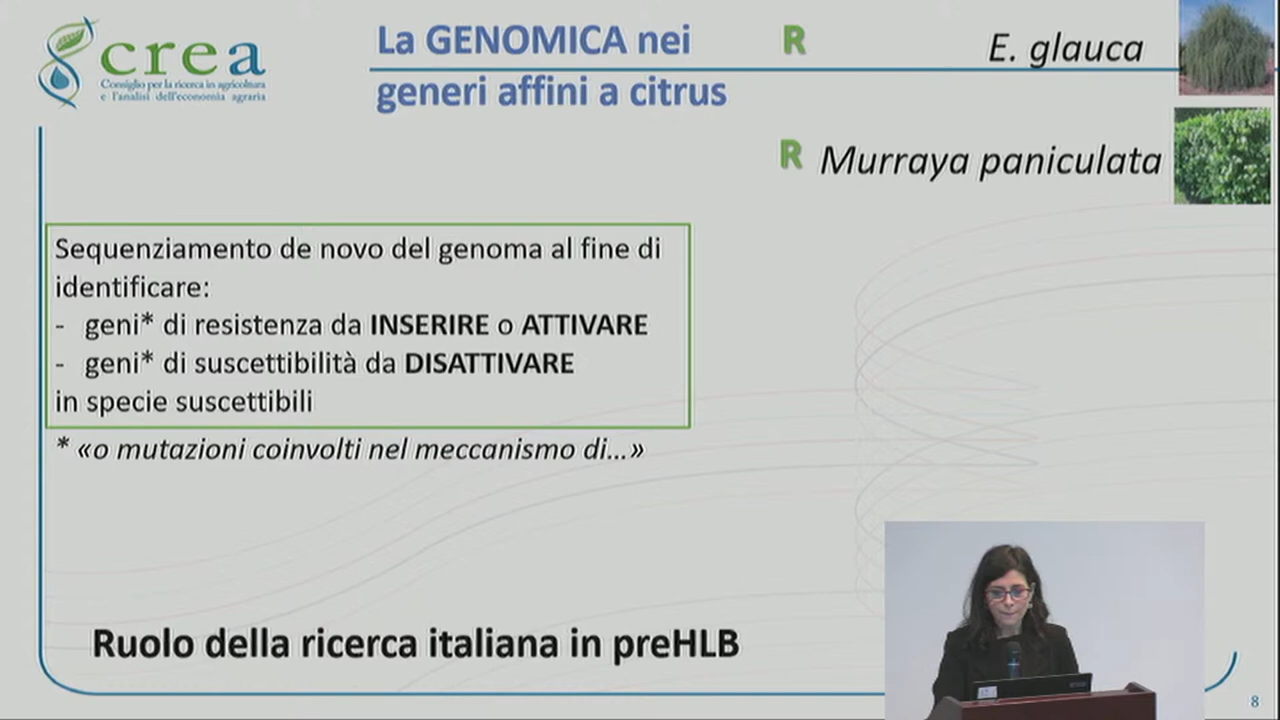 crea
Consiglio per la ricerca in agricoltura
e l'analisi dell'economia agraria
La GENOMICA nei
generi affini a citrus
R E. glauca
R Murraya paniculata
Sequenziamento de novo del genoma al fine di
identificare:
- geni* di resistenza da INSERIRE o ATTIVARE
- geni* di suscettibilità da DISATTIVARE
in specie suscettibili
* «o mutazioni coinvolti nel meccanismo di...»
Ruolo della ricerca italiana in preHLB
8